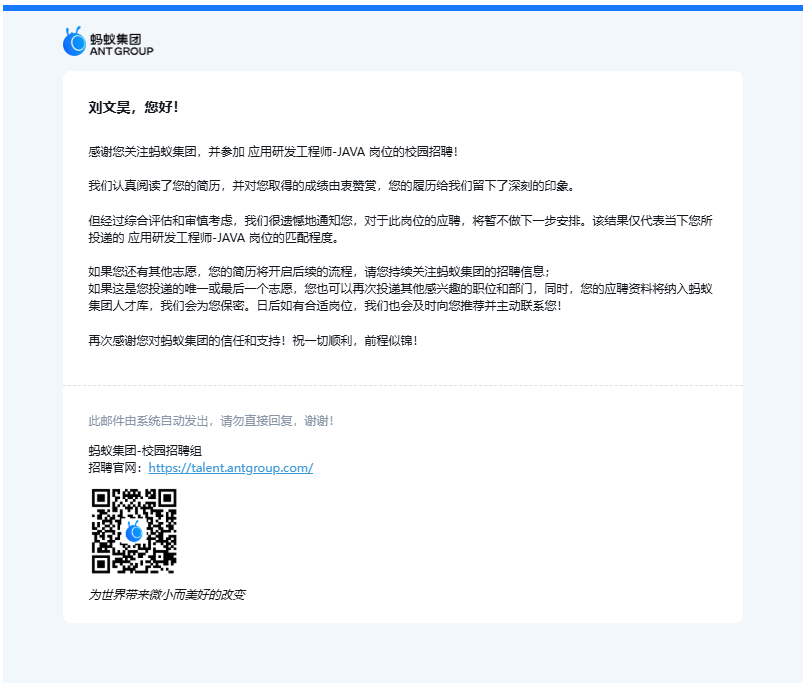 蚂蚁集团
ANT GROUP
刘文昊，您好！
感谢您关注蚂蚁集团，并参加 应用研发工程师-JAVA 岗位的校园招聘！
我们认真阅读了您的简历，并对您取得的成绩由衷赞赏，您的履历给我们留下了深刻的印象。
但经过综合评估和审慎考虑，我们很遗憾地通知您，对于此岗位的应聘，将暂不做下一步安排。该结果仅代表当下您所
投递的 应用研发工程师-JAVA 岗位的匹配程度。
如果您还有其他志愿，您的简历将开启后续的流程，请您持续关注蚂蚁集团的招聘信息；
如果这是您投递的唯一或最后一个志愿，您也可以再次投递其他感兴趣的职位和部门，同时，您的应聘资料将纳入蚂蚁
集团人才库，我们会为您保密。日后如有合适岗位，我们也会及时向您推荐并主动联系您！
再次感谢您对蚂蚁集团的信任和支持！祝一切顺利，前程似锦！
此邮件由系统自动发出，请勿直接回复，谢谢！
蚂蚁集团-校园招聘组
招聘官网：https://talent.antgroup.com/
为世界带来微小而美好的改变